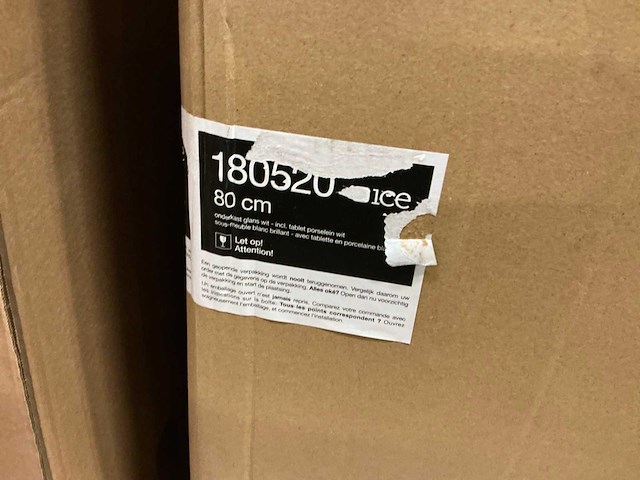 180520
ice
80 cm
onderkast glans wit - incl. tablet porselein wit
sous-meuble blanc brillant - avec tablette en porcelaine
Let op!
Attention!
Een geopende verpakking wordt nooit teruggenomen. Vergelijk daarom uw
order met de gegevens op de verpakking. Alles oké? Open dan nu voorzichtig
de verpakking en start de plaatsing.
Un emballage ouvert n'est jamais repris. Comparez votre commande avec
les indications sur la boîte. Tous les points correspondent ? Ouvrez
soigneusement l'emballage, et commencez l'installation.